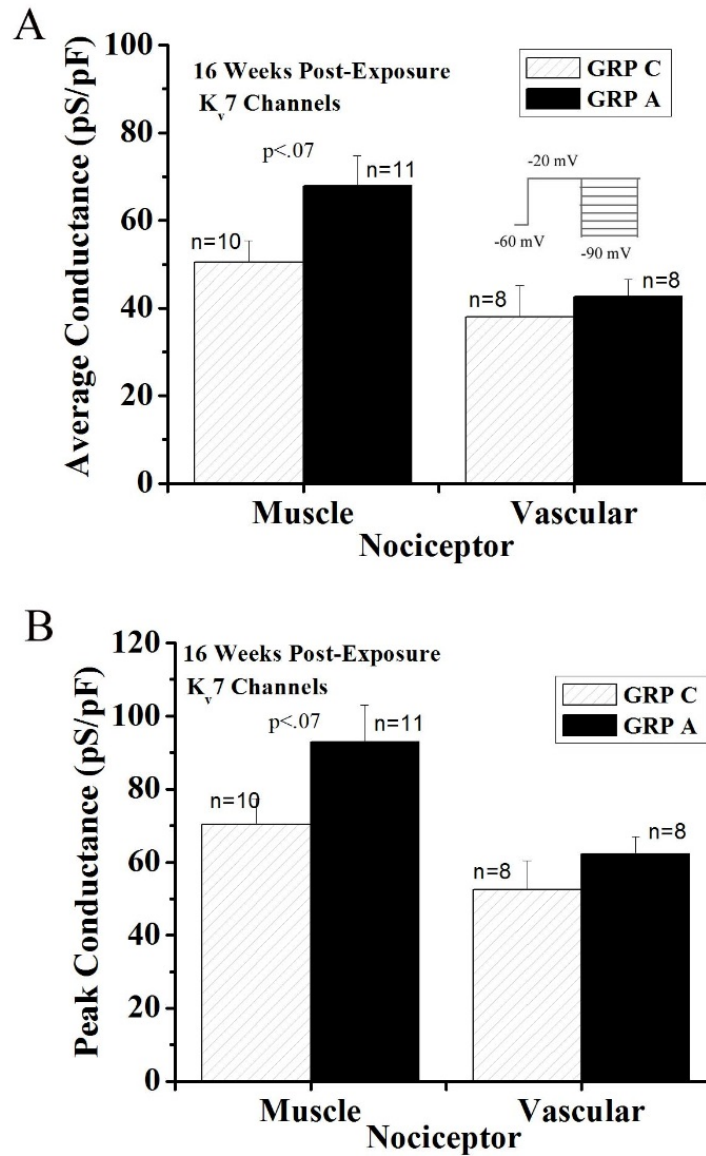 A
Average Conductance (pS/pF)
100
80
60
40
20
0
16 Weeks Post-Exposure
Kv7 Channels
p<.07
GRP C
GRP A
n=10
n=11
n=8
n=8
-20 mV
-60 mV
-90 mV
Muscle
Vascular
Nociceptor
B
Peak Conductance (pS/pF)
120
100
80
60
40
20
0
16 Weeks Post-Exposure
Kv7 Channels
p<.07
GRP C
GRP A
n=10
n=11
n=8
n=8
Muscle
Vascular
Nociceptor